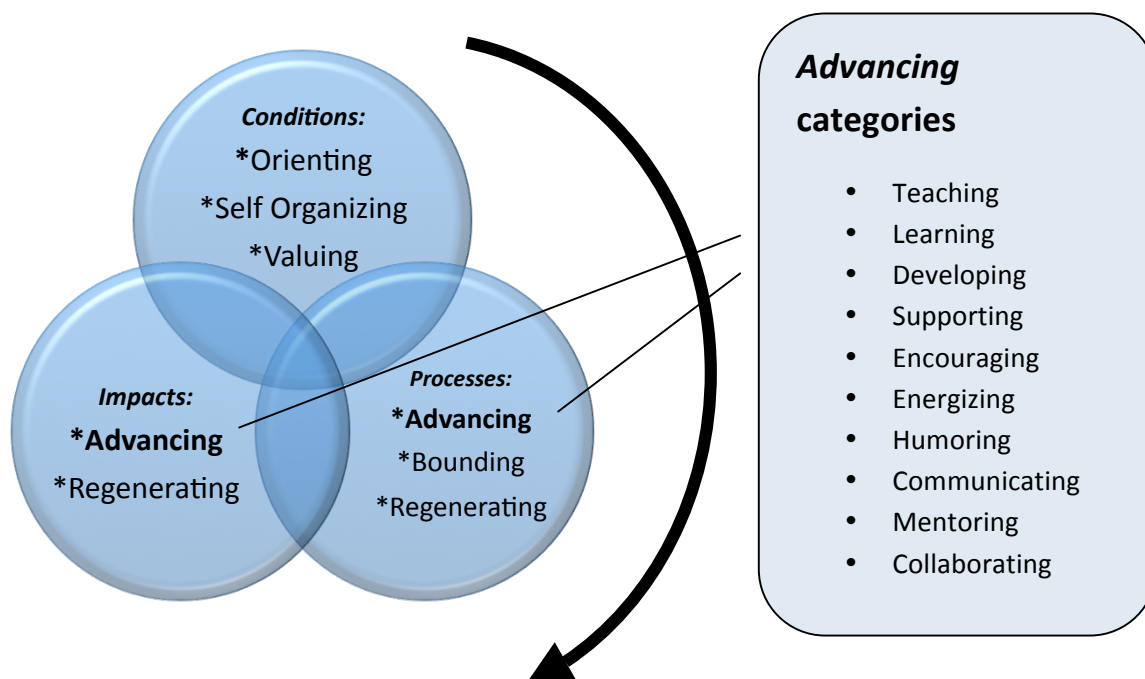 Conditions:
*Orienting
*Self Organizing
*Valuing
Impacts:
*Advancing
*Regenerating
Processes:
*Advancing
*Bounding
*Regenerating
Advancing
categories
• Teaching
• Learning
• Developing
• Supporting
• Encouraging
• Energizing
• Humoring
• Communicating
• Mentoring
• Collaborating